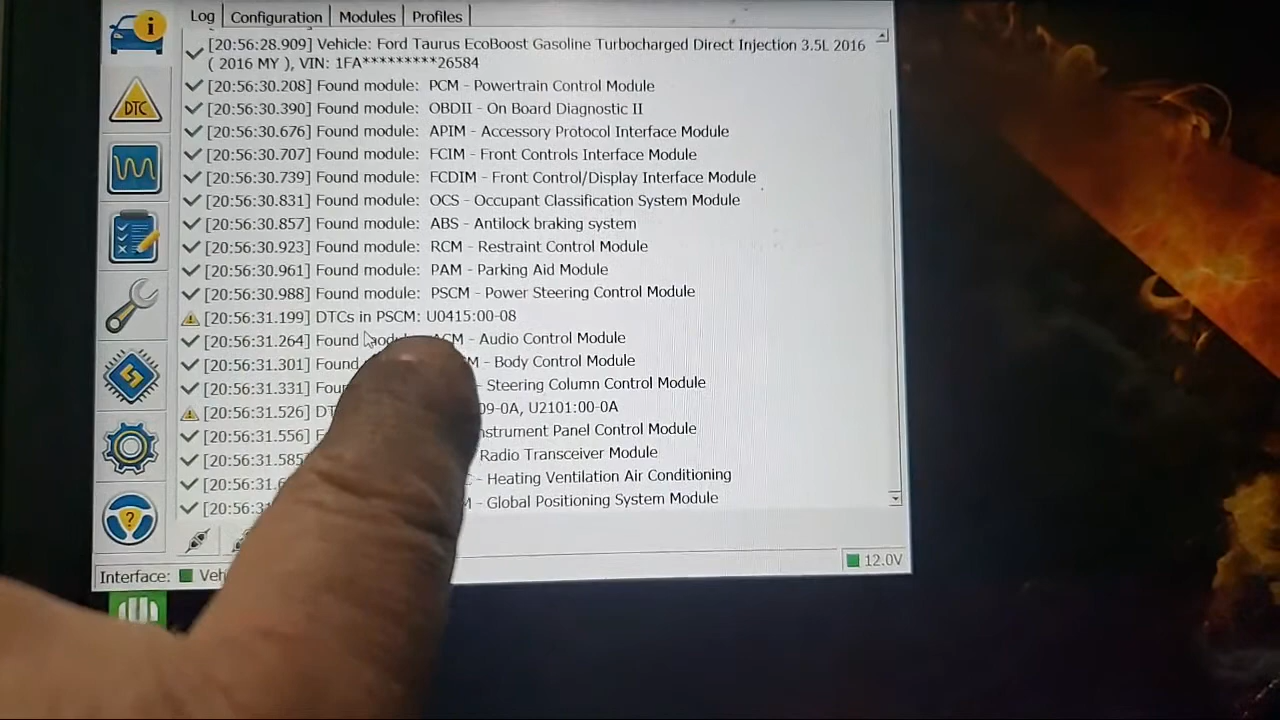 Log Configuration Modules Profiles
[20:56:28.909] Vehicle: Ford Taurus EcoBoost Gasoline Turbocharged Direct Injection 3.5L 2016
( 2016 MY ), VIN: 1FA*********26584
[20:56:30.208] Found module: PCM - Powertrain Control Module
[20:56:30.390] Found module: OBDII - On Board Diagnostic II
[20:56:30.676] Found module: APIM - Accessory Protocol Interface Module
[20:56:30.707] Found module: FCIM - Front Controls Interface Module
[20:56:30.739] Found module: FCDIM - Front Control/Display Interface Module
[20:56:30.831] Found module: OCS - Occupant Classification System Module
[20:56:30.857] Found module: ABS - Antilock braking system
[20:56:30.923] Found module: RCM - Restraint Control Module
[20:56:30.961] Found module: PAM - Parking Aid Module
[20:56:30.988] Found module: PSCM - Power Steering Control Module
[20:56:31.199] DTCs in PSCM: U0415:00-08
[20:56:31.264] Found ACM - Audio Control Module
[20:56:31.301] Found - Body Control Module
[20:56:31.331] - Steering Column Control Module
[20:56:31.526] 09-0A, U2101:00-0A
[20:56:31.556] Panel Control Module
[20:56:31.585 Radio Transceiver Module
[20:56:31. - Heating Ventilation Air Conditioning
[20:56: - Global Positioning System Module
Interface: 12.0V
DTC